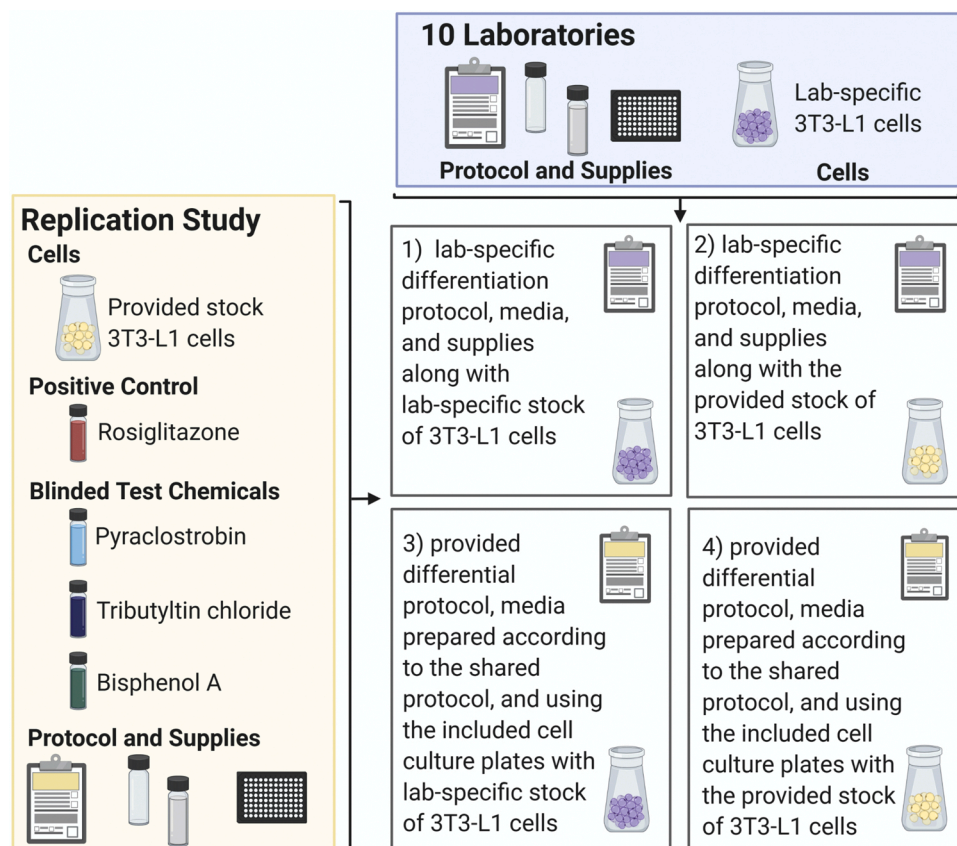 10 Laboratories
Lab-specific
3T3-L1 cells
Protocol and Supplies
Cells
Replication Study
Cells
Provided stock
3T3-L1 cells
Positive Control
Rosiglitazone
Blinded Test Chemicals
Pyraclostrobin
Tributyltin chloride
Bisphenol A
Protocol and Supplies
1) lab-specific
differentiation
protocol, media,
and supplies
along with
lab-specific stock
of 3T3-L1 cells
2) lab-specific
differentiation
protocol, media,
and supplies
along with the
provided stock of
3T3-L1 cells
3) provided
differential
protocol, media
prepared according
to the shared
protocol, and using
the included cell
culture plates with
lab-specific stock
of 3T3-L1 cells
4) provided
differential
protocol, media
prepared according
to the shared
protocol, and using
the included cell
culture plates with
the provided stock
of 3T3-L1 cells